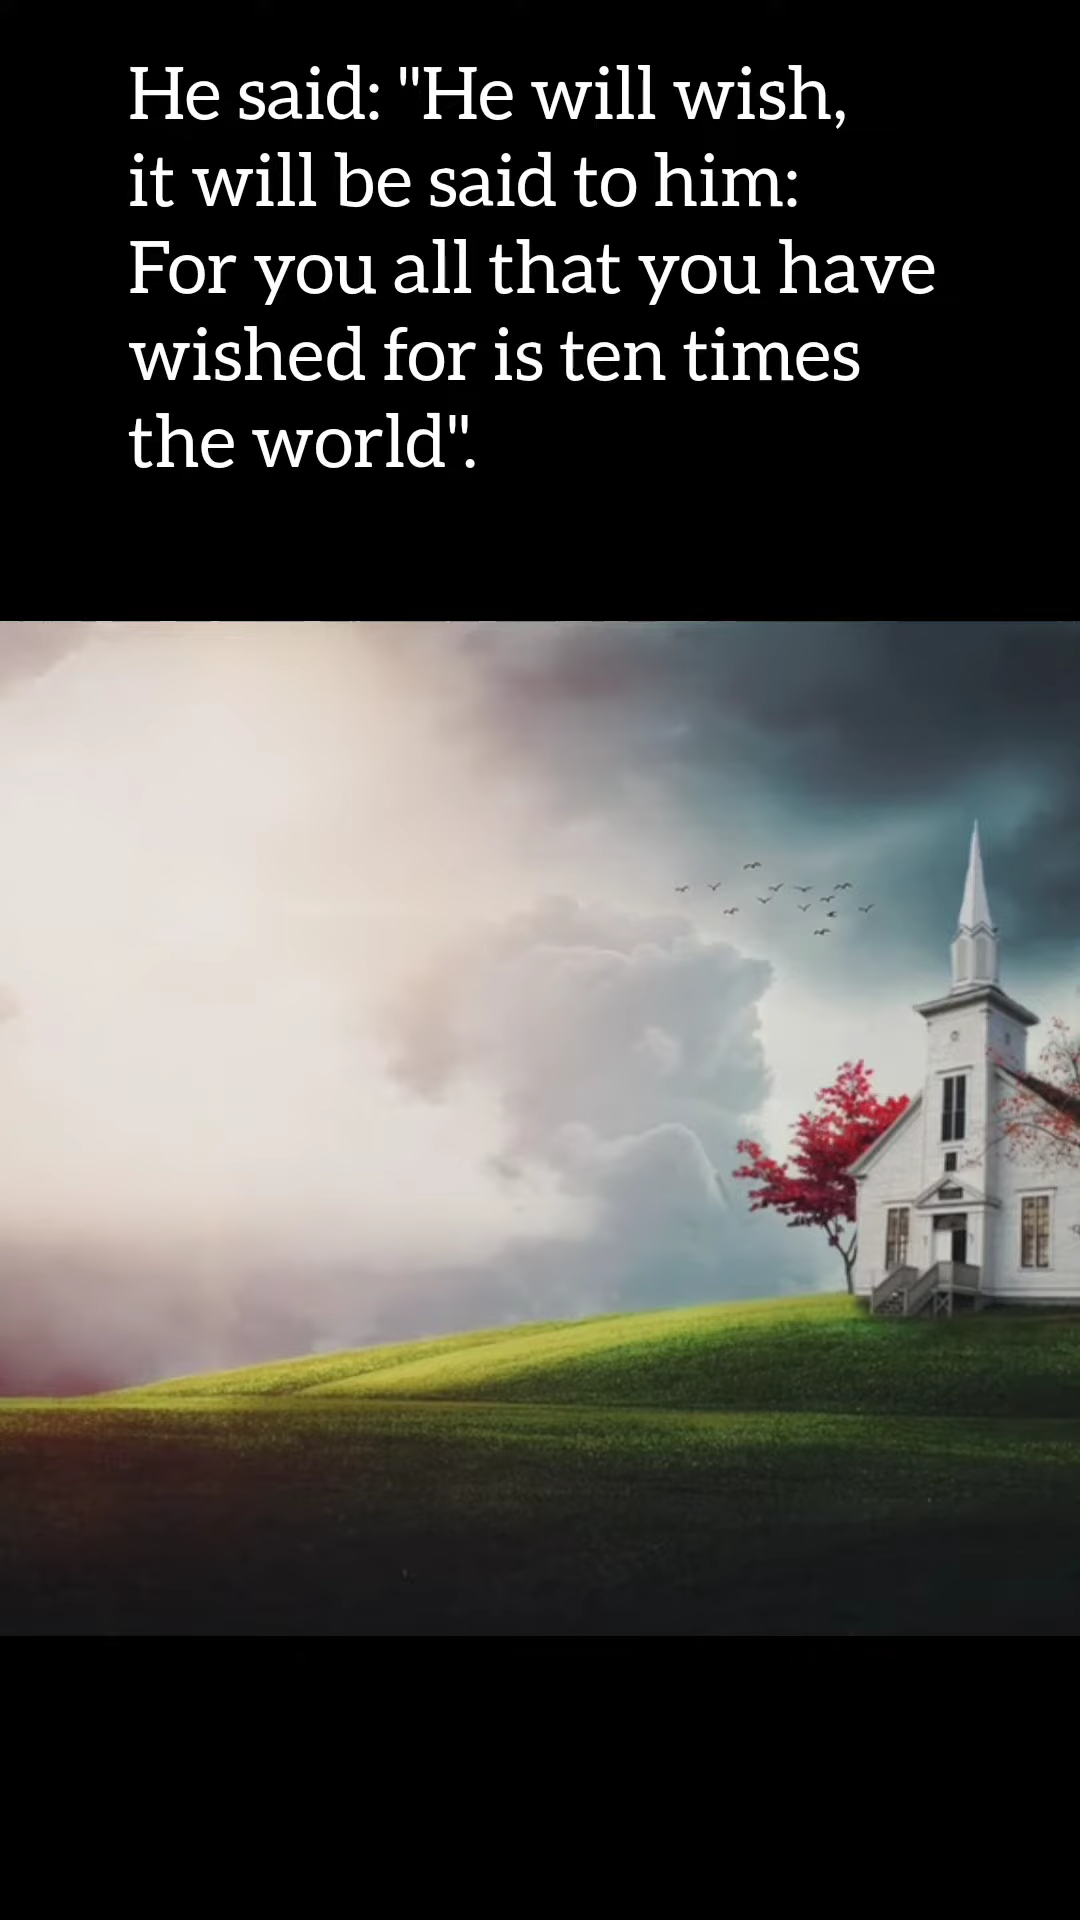 He said: "He will wish,
it will be said to him:
For you all that you have
wished for is ten times
the world".